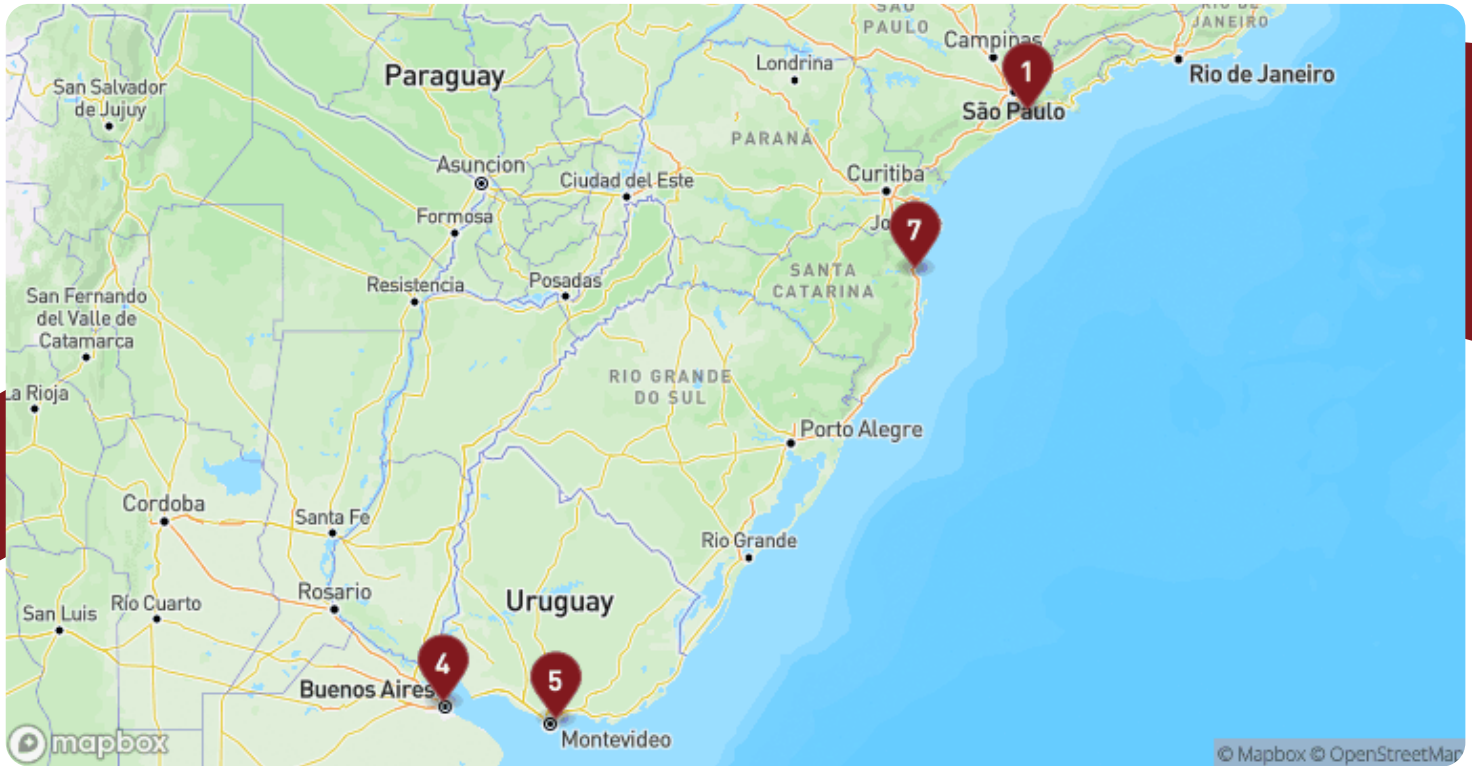 SÃO
PAULO
RIO DE
JANEIRO
Campinas
1
Londrina
Rio de Janeiro
Paraguay
San Salvador
de Jujuy
São Paulo
PARANÁ
Asuncion
Curitiba
Ciudad del Este
Formosa
Jo
7
SANTA
CATARINA
Posadas
Resistencia
San Fernando
del Valle de
Catamarca
RIO GRANDE
DO SUL
La Rioja
Porto Alegre
Cordoba
Santa Fe
Rio Grande
Rosario
Uruguay
San Luis
Río Cuarto
4
5
Buenos Aires
Montevideo
mapbox
© Mapbox © OpenStreetMap